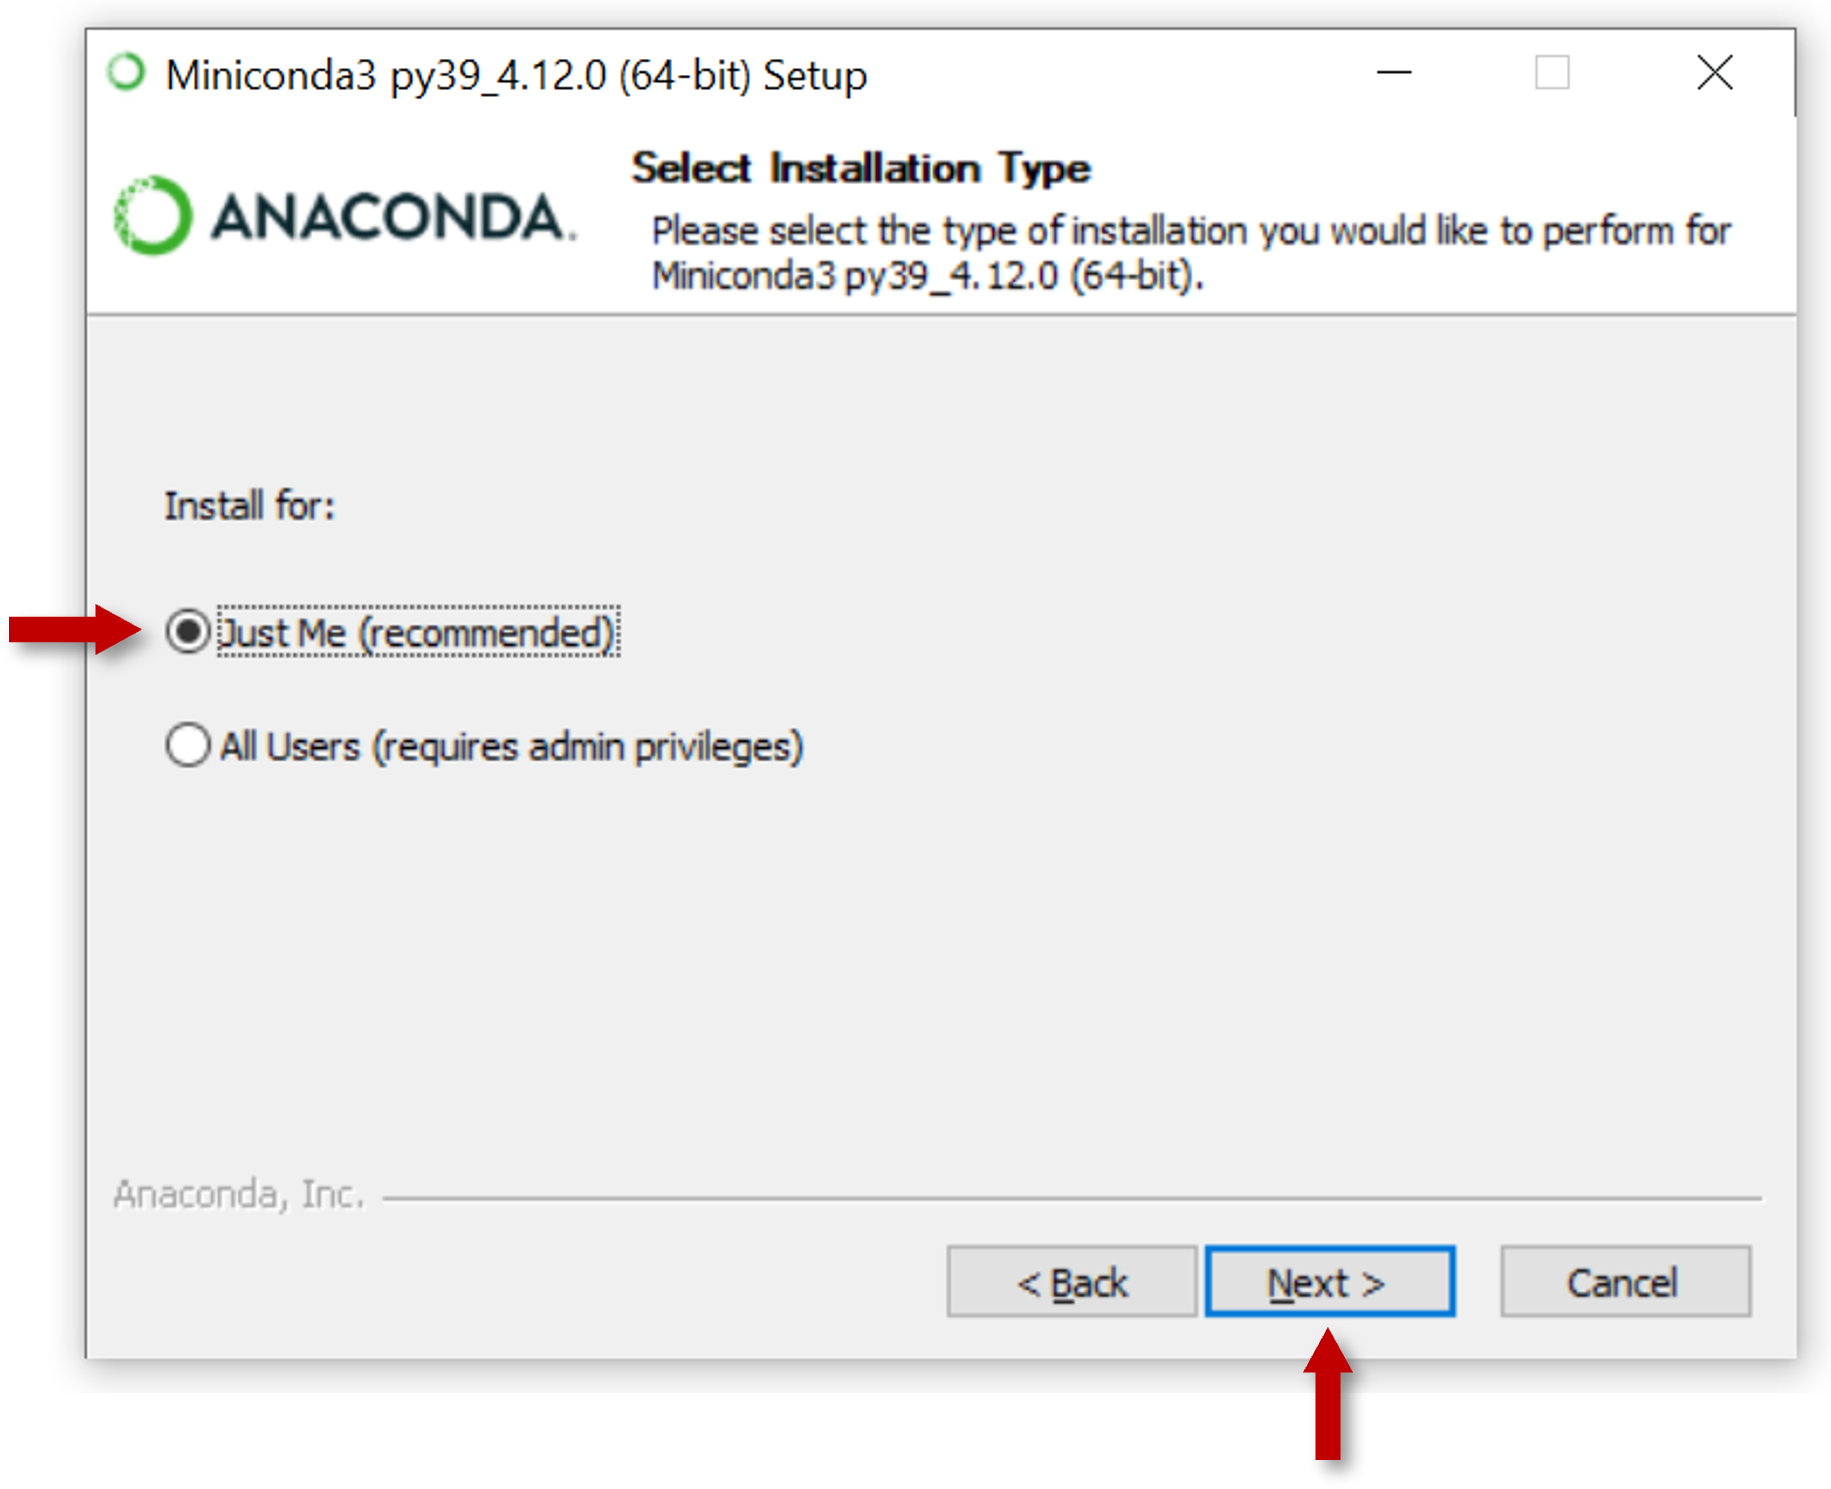 Miniconda3 py39_4.12.0 (64-bit) Setup
ANACONDA.
Select Installation Type
Please select the type of installation you would like to perform for
Miniconda3 py39_4.12.0 (64-bit).
Install for:
Just Me (recommended)
All Users (requires admin privileges)
Anaconda, Inc.
< Back
Next >
Cancel